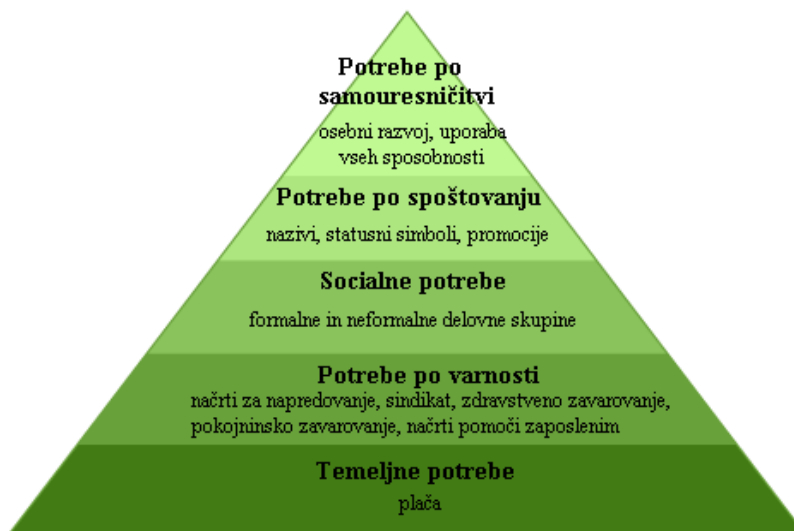 Potrebe po
samouresničitvi
osebni razvoj, uporaba
vseh sposobnosti
Potrebe po spoštovanju
nazivi, statusni simboli, promocije
Socialne potrebe
formalne in neformalne delovne skupine
Potrebe po varnosti
načrti za napredovanje, sindikat, zdravstveno zavarovanje,
pokojninsko zavarovanje, načrti pomoči zaposlenim
Temeljne potrebe
plača